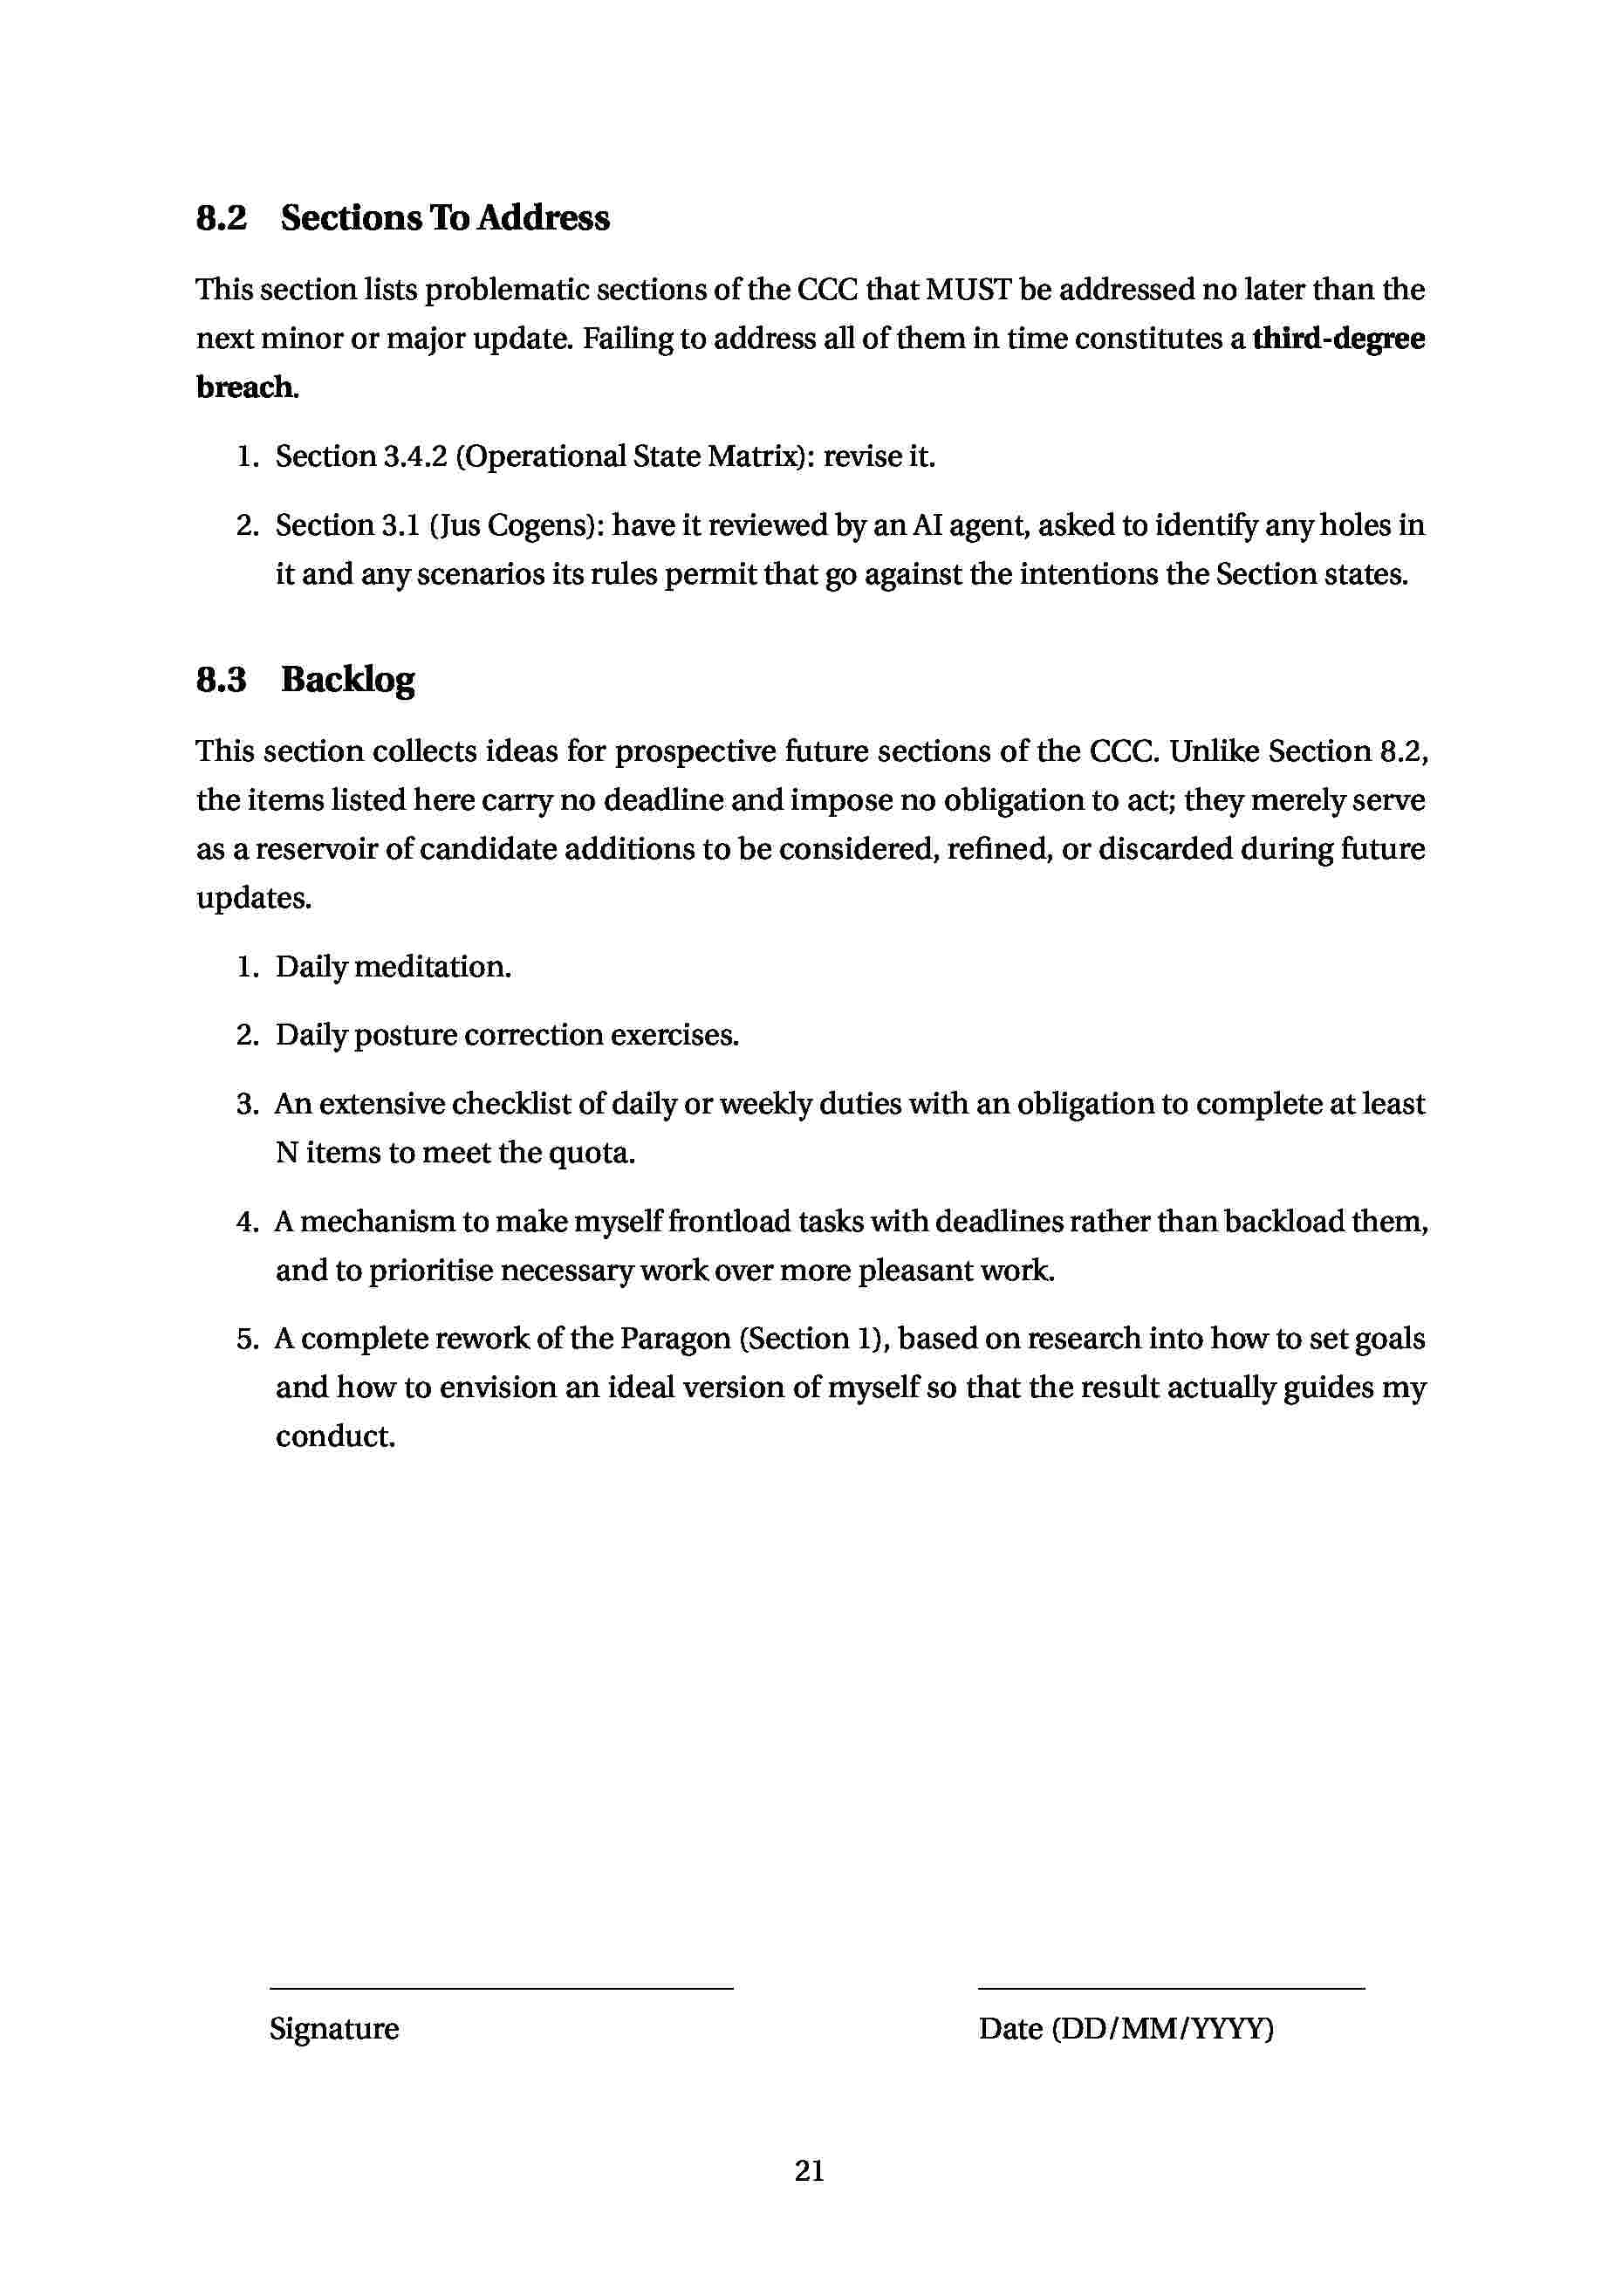 8.2 Sections To Address
This section lists problematic sections of the CCC that MUST be addressed no later than the
next minor or major update. Failing to address all of them in time constitutes a third-degree
breach.
1. Section 3.4.2 (Operational State Matrix): revise it.
2. Section 3.1 (Jus Cogens): have it reviewed by an AI agent, asked to identify any holes in
it and any scenarios its rules permit that go against the intentions the Section states.
8.3 Backlog
This section collects ideas for prospective future sections of the CCC. Unlike Section 8.2,
the items listed here carry no deadline and impose no obligation to act; they merely serve
as a reservoir of candidate additions to be considered, refined, or discarded during future
updates.
1. Daily meditation.
2. Daily posture correction exercises.
3. An extensive checklist of daily or weekly duties with an obligation to complete at least
N items to meet the quota.
4. A mechanism to make myself frontload tasks with deadlines rather than backload them,
and to prioritise necessary work over more pleasant work.
5. A complete rework of the Paragon (Section 1), based on research into how to set goals
and how to envision an ideal version of myself so that the result actually guides my
conduct.
Signature
Date (DD/MM/YYYY)
21